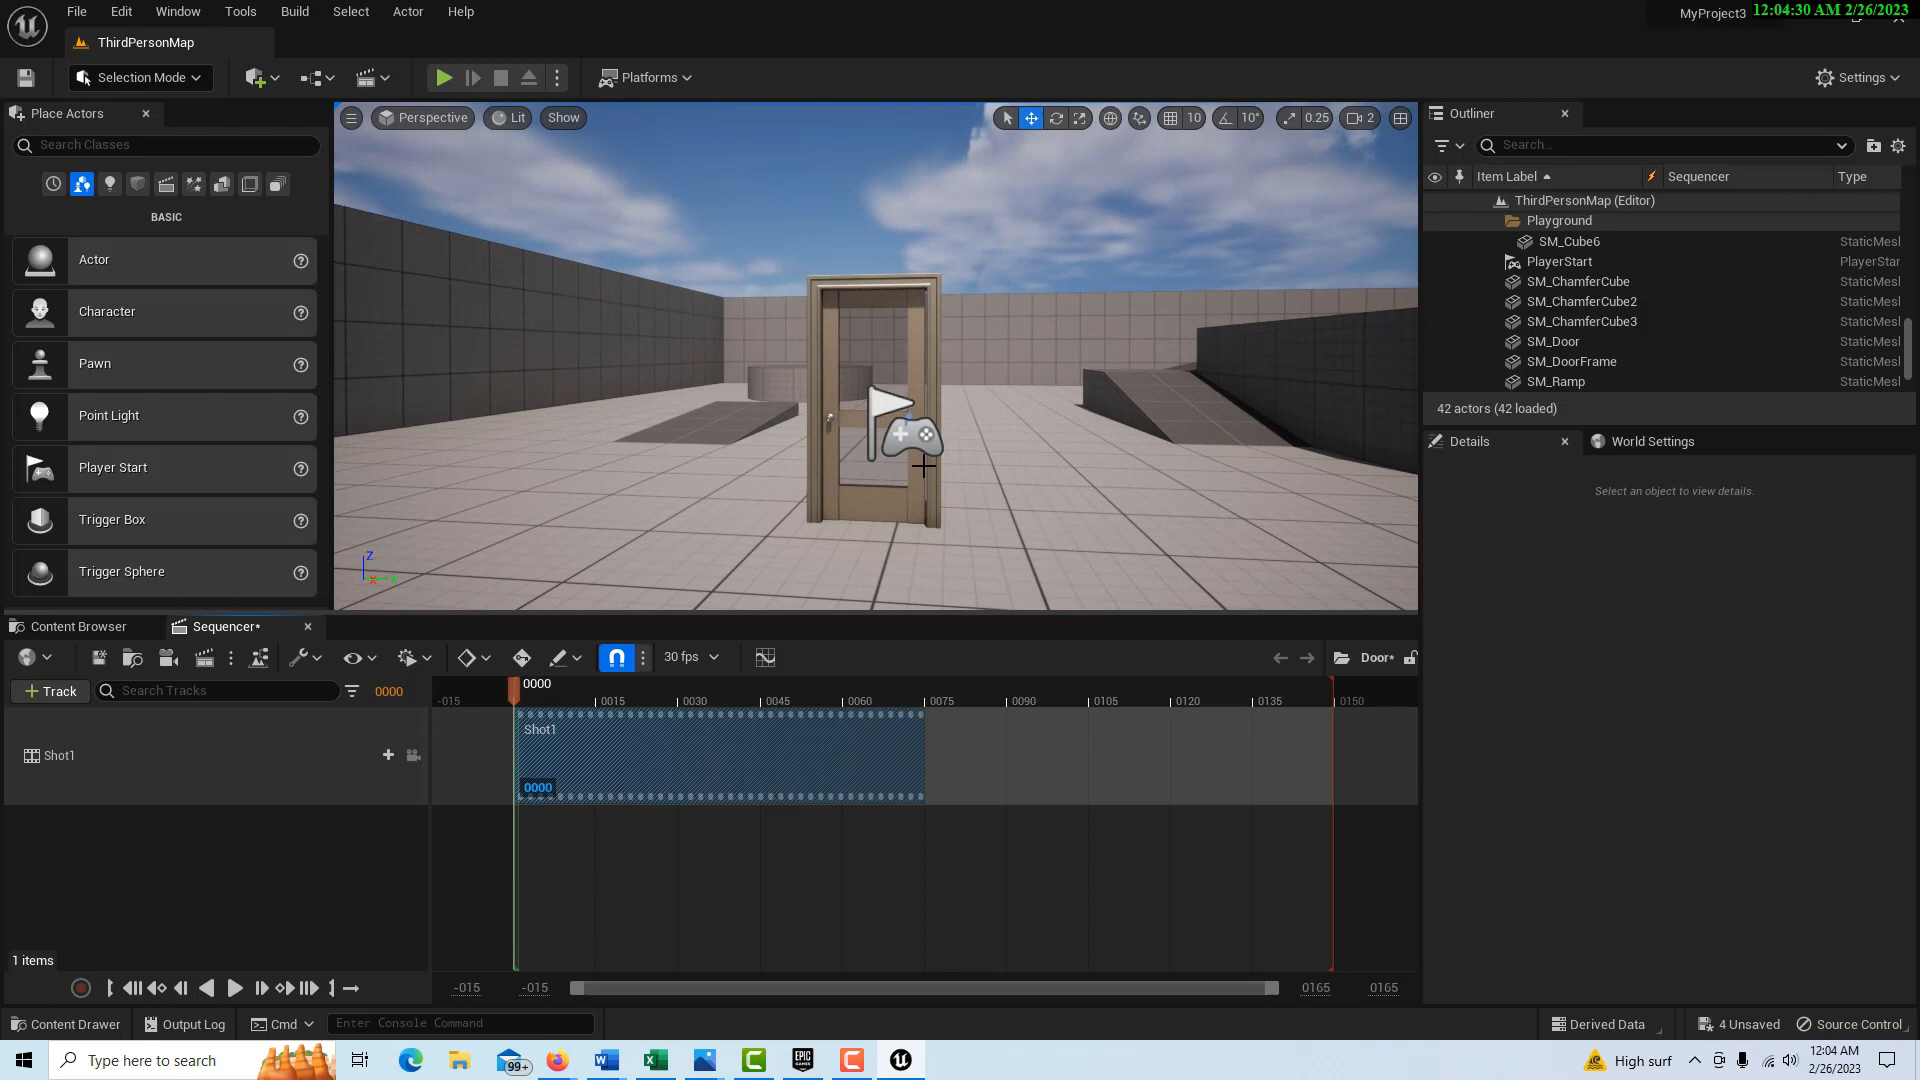 File Edit Window Tools Build Select Actor Help
MyProject3 12:04:30 AM 2/26/2023
ThirdPersonMap
Selection Mode
Platforms
Settings
Place Actors
Search Classes
BASIC
Actor
Character
Pawn
Point Light
Player Start
Trigger Box
Trigger Sphere
Perspective Lit Show
10 10° 0.25 2
Z
Outliner
Search...
Item Label Sequencer Type
ThirdPersonMap (Editor)
Playground
SM_Cube6 StaticMesl
PlayerStart PlayerStar
SM_ChamferCube StaticMesl
SM_ChamferCube2 StaticMesl
SM_ChamferCube3 StaticMesl
SM_Door StaticMesl
SM_DoorFrame StaticMesl
SM_Ramp StaticMesl
42 actors (42 loaded)
Details World Settings
Select an object to view details.
Content Browser Sequencer*
30 fps Door*
+ Track Search Tracks 0000
0000
-015 0015 0030 0045 0060 0075 0090 0105 0120 0135 0150
Shot1
Shot1
0000
1 items
-015 -015 0165 0165
Content Drawer Output Log Cmd Enter Console Command Derived Data 4 Unsaved Source Control
Type here to search 99+ High surf 12:04 AM
2/26/2023